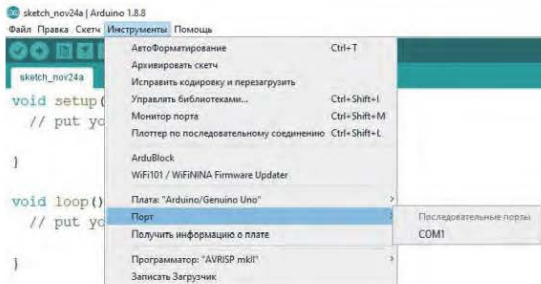 sketch_nov24a | Arduino 1.8.8
Файл Правка Скетч Инструменты Помощь
sketch_nov24a
void setup(
// put yo
}
void loop()
// put yo
}
АвтоФорматирование Ctrl+T
Архивировать скетч
Исправить кодировку и перезагрузить
Управлять библиотеками... Ctrl+Shift+I
Монитор порта Ctrl+Shift+M
Плоттер по последовательному соединению Ctrl+Shift+L
ArduBlock
WiFi101 / WiFiNINA Firmware Updater
Плата: "Arduino/Genuino Uno"
Порт
Получить информацию о плате
Программатор: "AVRISP mkII"
Записать Загрузчик
Последовательные порты
COM1